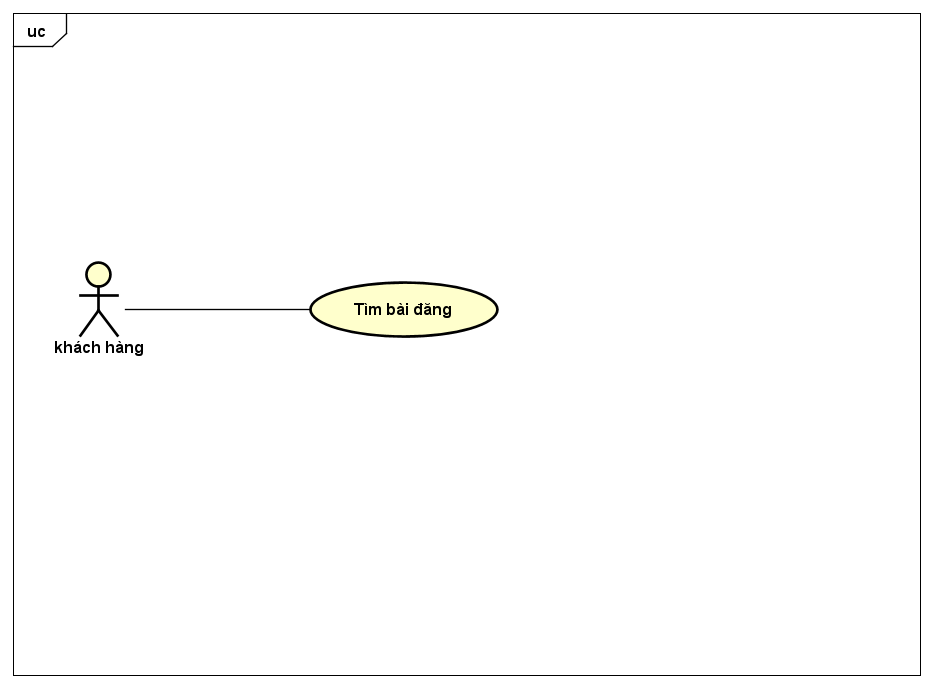 uc
Tìm bài đăng
khách hàng